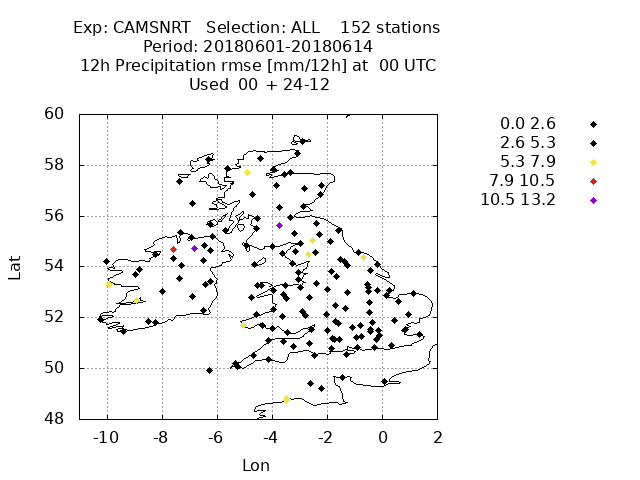 Exp: CAMSNRT   Selection: ALL    152 stations
Period: 20180601-20180614
12h Precipitation rmse [mm/12h] at  00 UTC
Used  00  + 24-12
0.0 2.6
2.6 5.3
5.3 7.9
7.9 10.5
10.5 13.2
60
58
56
54
52
50
48
Lat
-10 -8 -6 -4 -2 0 2
Lon